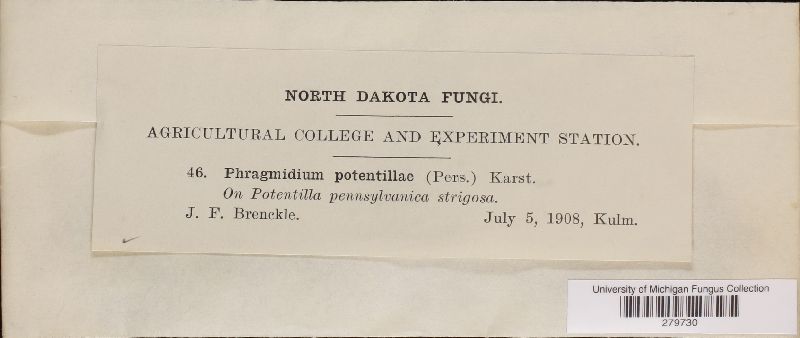 NORTH DAKOTA FUNGI.
AGRICULTURAL COLLEGE AND EXPERIMENT STATION.
46. Phragmidium potentillae (Pers.) Karst.
On Potentilla pennsylvanica strigosa.
J. F. Brenckle. July 5, 1908, Kulm.
University of Michigan Fungus Collection
279730